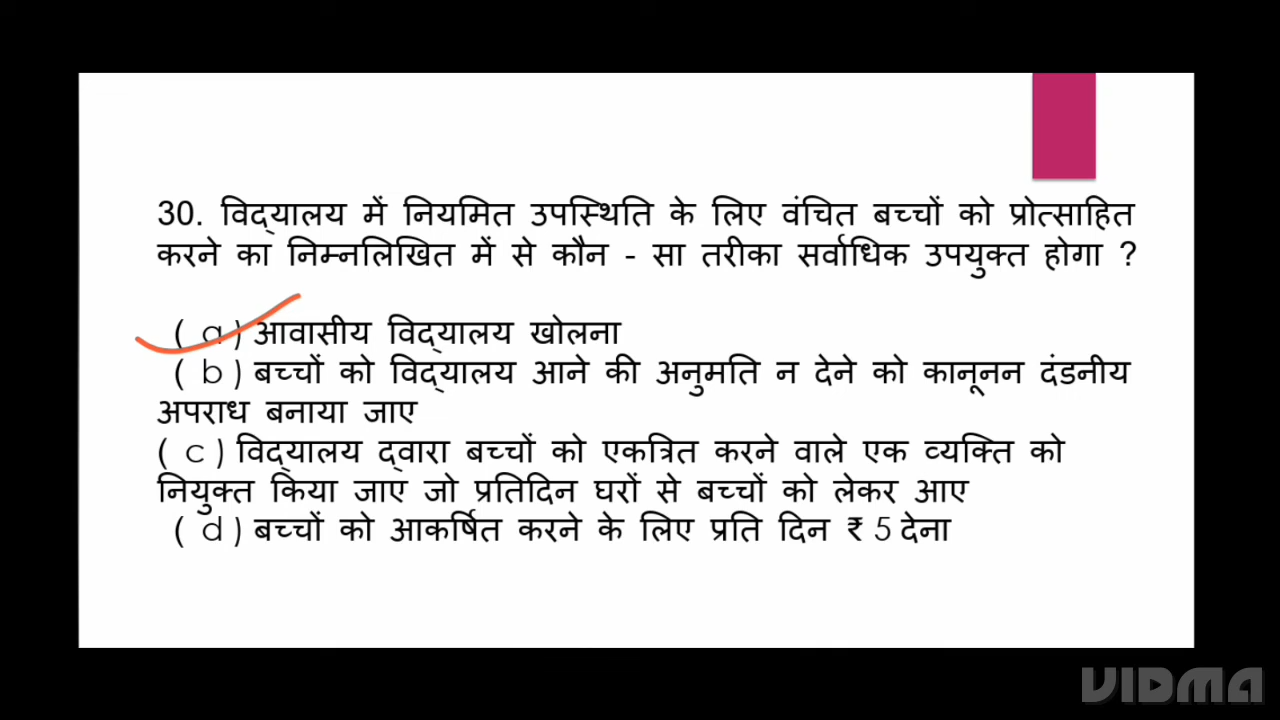 30. विद्यालय में नियमित उपस्थिति के लिए वंचित बच्चों को प्रोत्साहित
करने का निम्नलिखित में से कौन - सा तरीका सर्वाधिक उपयुक्त होगा ?
( a ) आवासीय विद्यालय खोलना
( b ) बच्चों को विद्यालय आने की अनुमति न देने को कानूनन दंडनीय
अपराध बनाया जाए
( c ) विद्यालय द्वारा बच्चों को एकत्रित करने वाले एक व्यक्ति को
नियुक्त किया जाए जो प्रतिदिन घरों से बच्चों को लेकर आए
( d ) बच्चों को आकर्षित करने के लिए प्रति दिन ₹ 5 देना
VIDMA